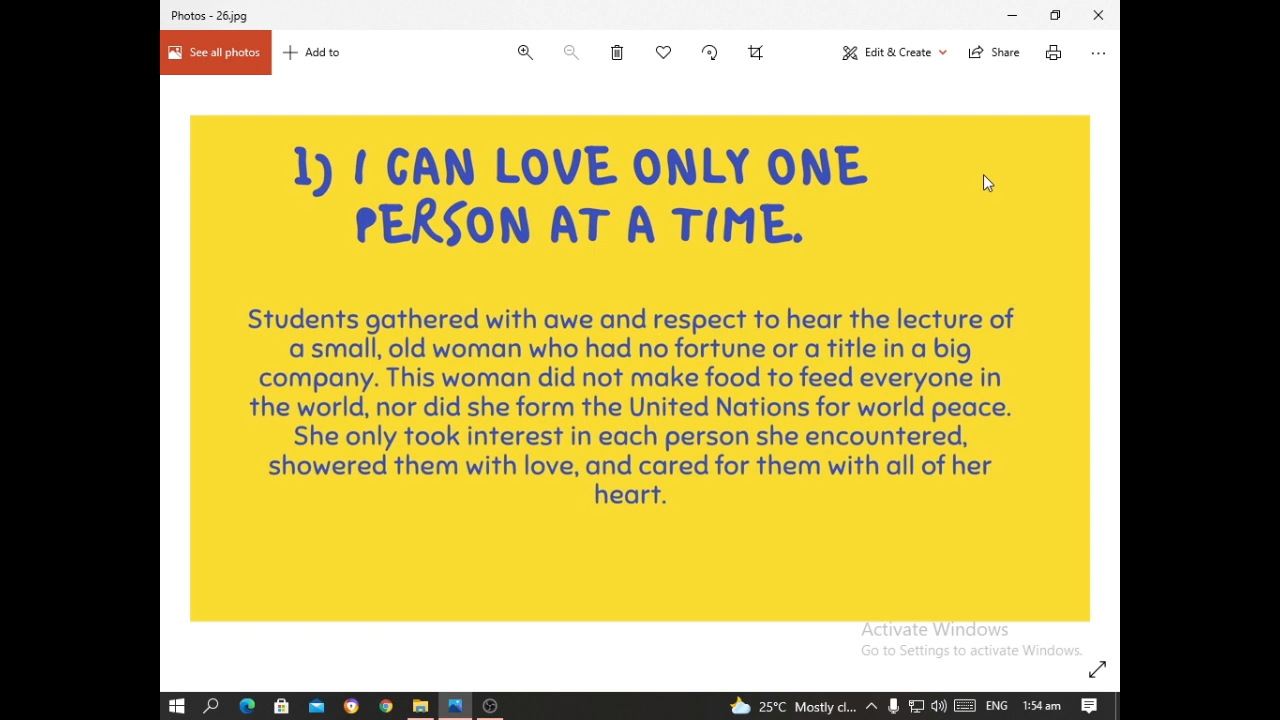 Photos - 26.jpg
See all photos
Add to
Edit & Create
Share
1) I CAN LOVE ONLY ONE
PERSON AT A TIME.
Students gathered with awe and respect to hear the lecture of
a small, old woman who had no fortune or a title in a big
company. This woman did not make food to feed everyone in
the world, nor did she form the United Nations for world peace.
She only took interest in each person she encountered,
showered them with love, and cared for them with all of her
heart.
Activate Windows
Go to Settings to activate Windows.
25°C Mostly cl... ENG 1:54 am